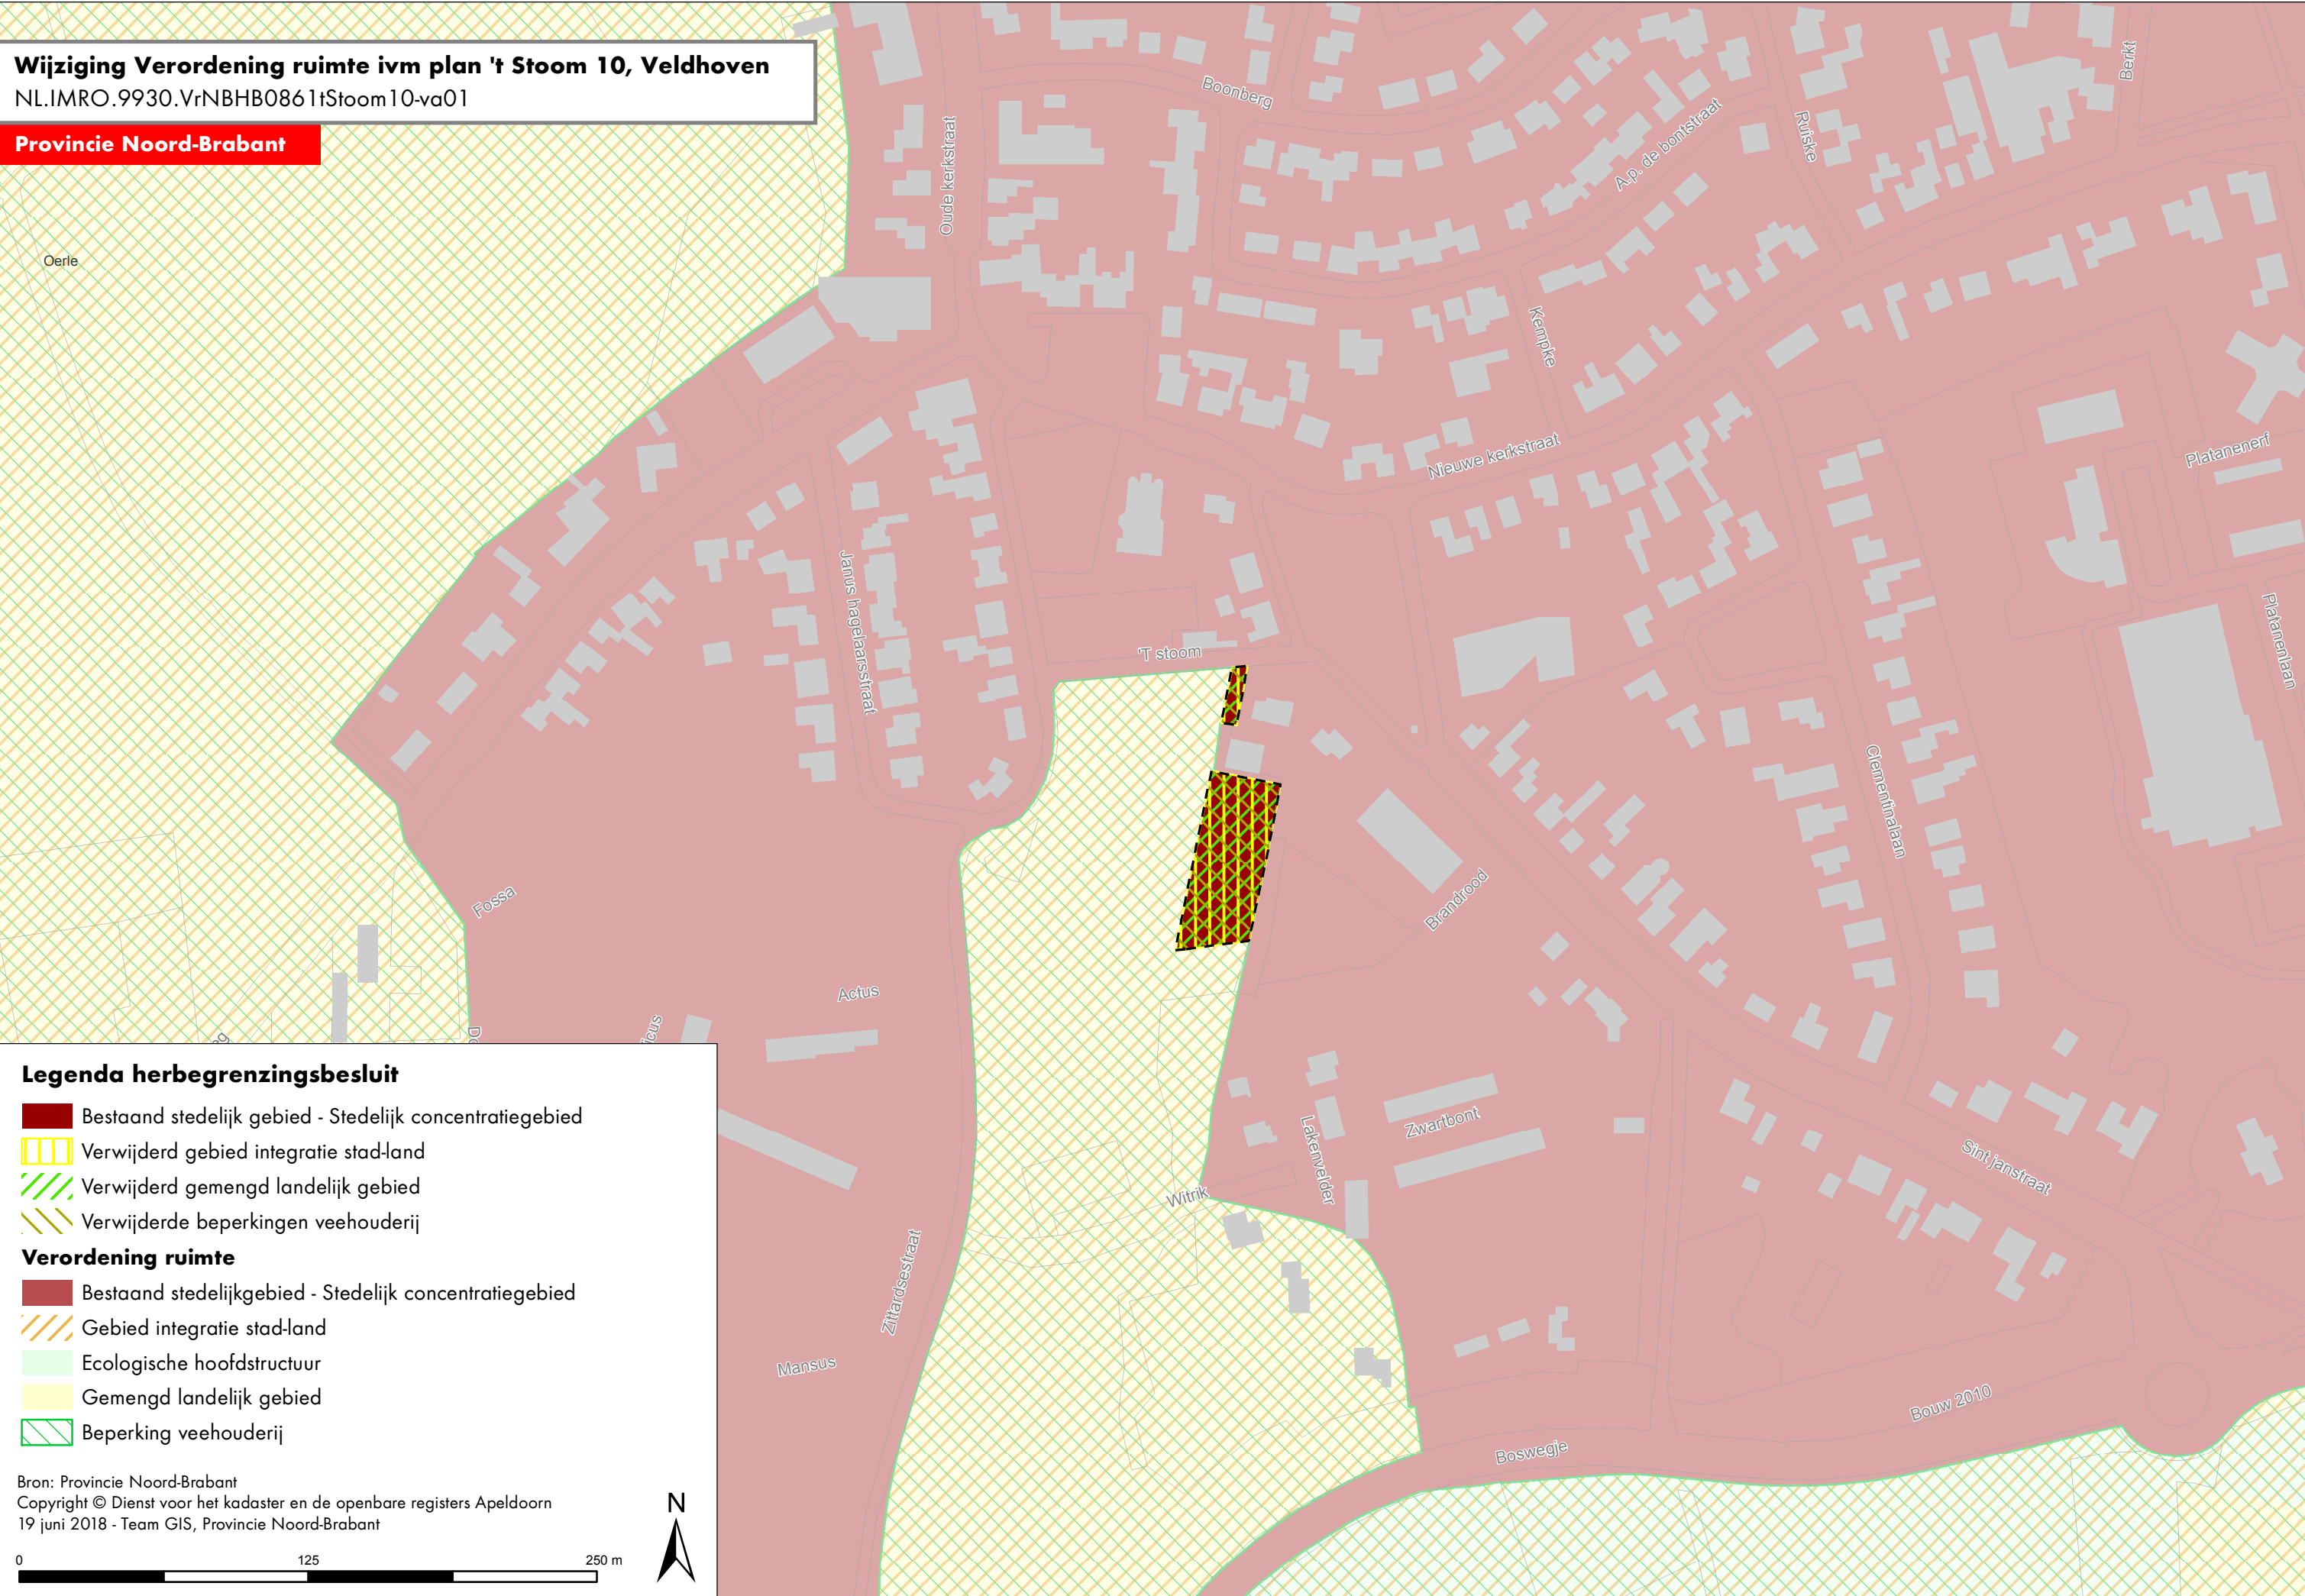 Wijziging Verordening ruimte ivm plan 't Stoom 10, Veldhoven
NL.IMRO.9930.VrNBHB0861tStoom10-va01
Provincie Noord-Brabant
Boonberg
Oude kerkstraat
A.p. de bontstraat
Ruiske
Berkt
Oerle
Kempke
Nieuwe kerkstraat
Platanenerf
Platanenlaan
Janus hagelaarsstraat
'T stoom
Clementinalaan
Fossa
Brandrood
Actus
icus
Lakenvelder
Zwartbont
Sint janstraat
Witrik
Zittardsestraat
Mansus
Bouw 2010
Boswegje
Legenda herbegrenzingsbesluit
Bestaand stedelijk gebied - Stedelijk concentratiegebied
Verwijderd gebied integratie stad-land
Verwijderd gemengd landelijk gebied
Verwijderde beperkingen veehouderij
Verordening ruimte
Bestaand stedelijkgebied - Stedelijk concentratiegebied
Gebied integratie stad-land
Ecologische hoofdstructuur
Gemengd landelijk gebied
Beperking veehouderij
Bron: Provincie Noord-Brabant
Copyright © Dienst voor het kadaster en de openbare registers Apeldoorn
19 juni 2018 - Team GIS, Provincie Noord-Brabant
N
0 125 250 m